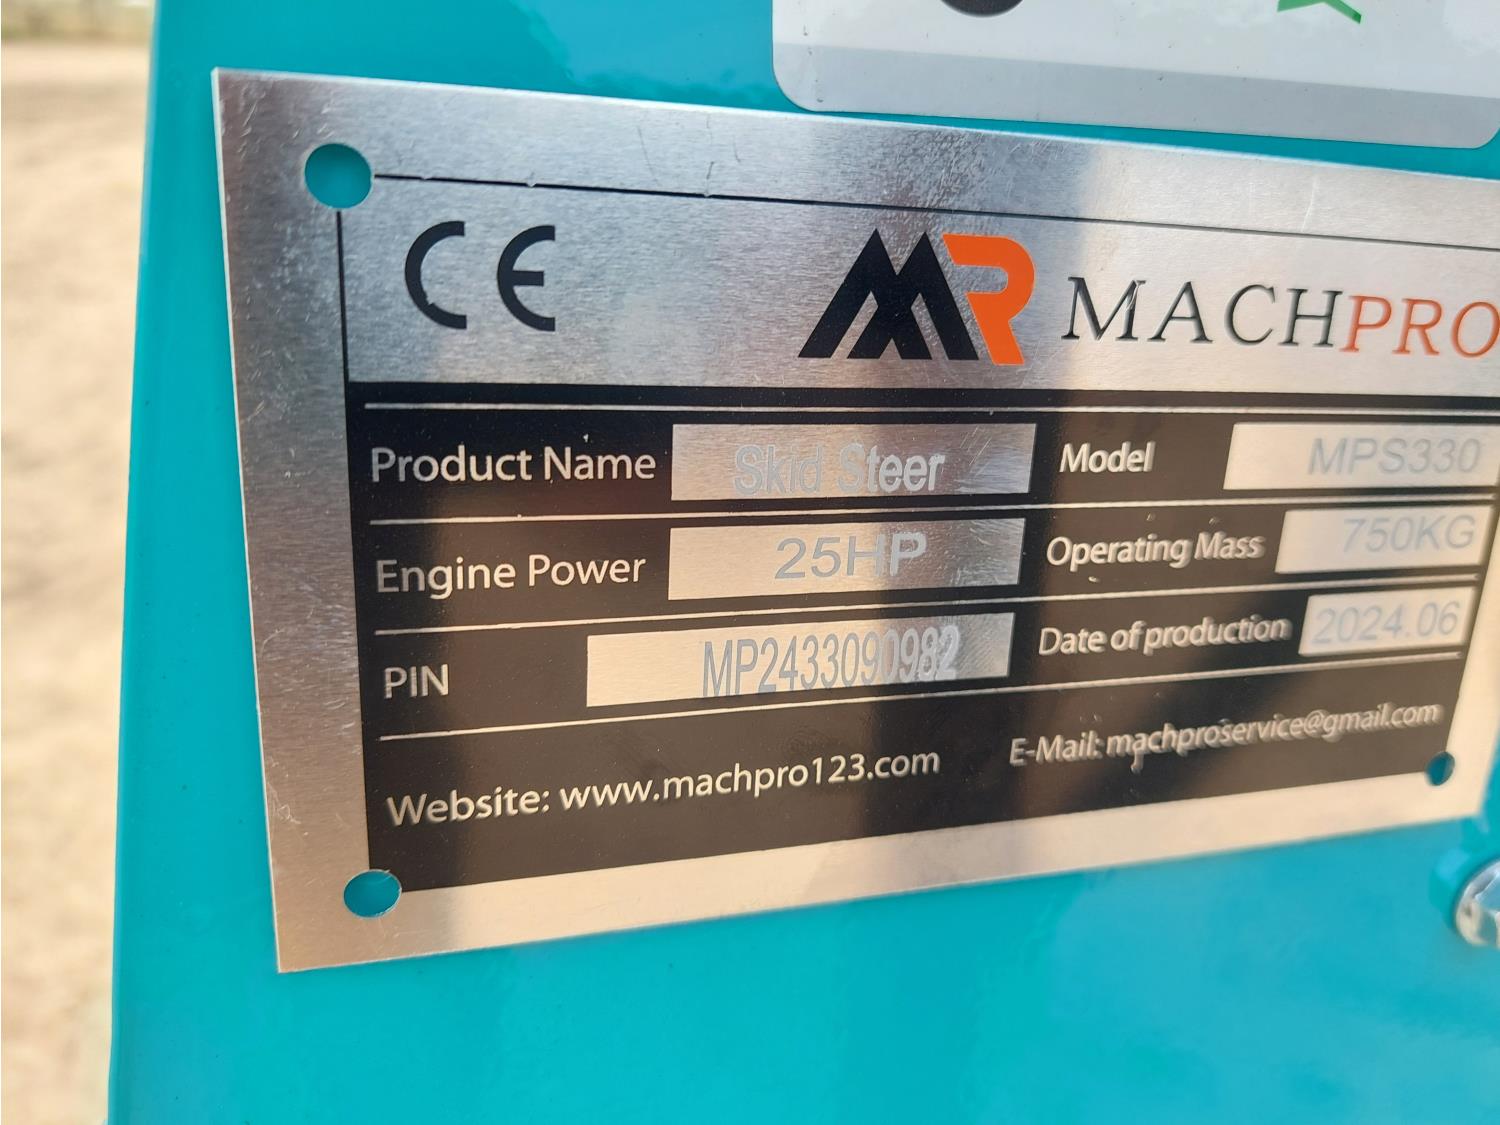 CE MR MACHPRO
Product Name Skid Steer Model MPS330
Engine Power 25HP Operating Mass 750KG
PIN MP2433090982 Date of production 2024.06
Website: www.machpro123.com E-Mail: machproservice@gmail.com